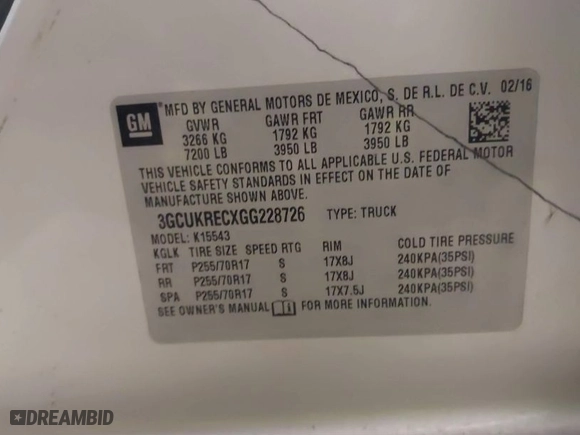 GM
MFD BY GENERAL MOTORS DE MEXICO, S. DE R.L. DE C.V. 02/16
GVWR GAWR FRT GAWR RR
3266 KG 1792 KG 1792 KG
7200 LB 3950 LB 3950 LB
THIS VEHICLE CONFORMS TO ALL APPLICABLE U.S. FEDERAL MOTOR
VEHICLE SAFETY STANDARDS IN EFFECT ON THE DATE OF
MANUFACTURE SHOWN ABOVE.
3GCUKRECXGG228726 TYPE: TRUCK
MODEL: K15543
KGLK TIRE SIZE SPEED RTG RIM COLD TIRE PRESSURE
FRT P255/70R17 S 17X8J 240KPA(35PSI)
RR P255/70R17 S 17X8J 240KPA(35PSI)
SPA P255/70R17 S 17X7.5J 240KPA(35PSI)
SEE OWNER'S MANUAL FOR MORE INFORMATION.
DREAMBID